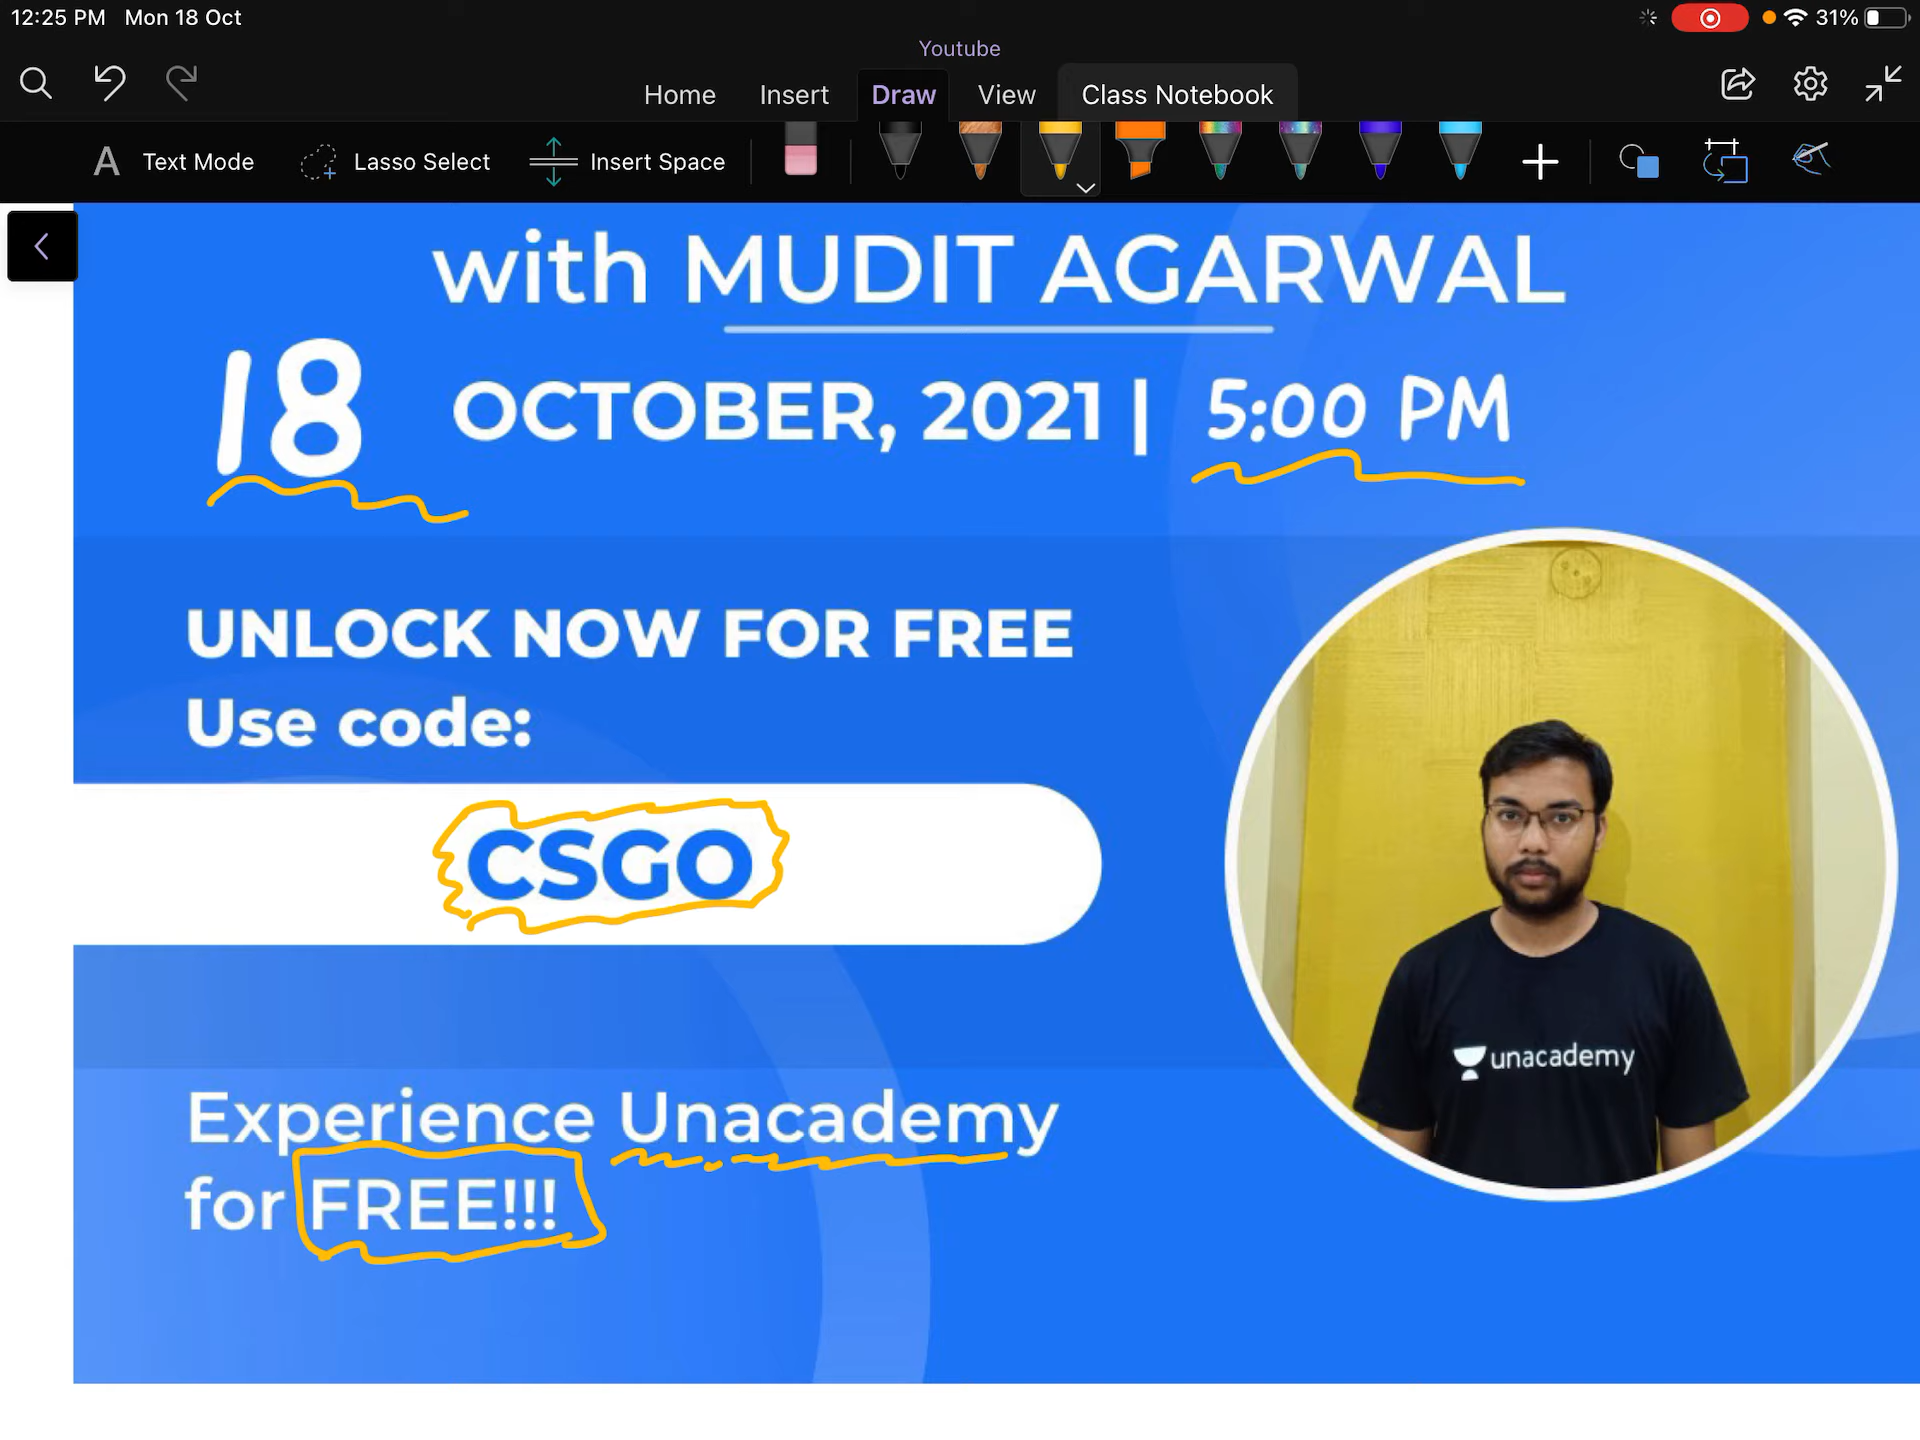 12:25 PM Mon 18 Oct
31%
Youtube
Home Insert Draw View Class Notebook
Text Mode Lasso Select Insert Space
with MUDIT AGARWAL
18 OCTOBER, 2021 | 5:00 PM
UNLOCK NOW FOR FREE
Use code:
CSGO
unacademy
Experience Unacademy
for FREE!!!